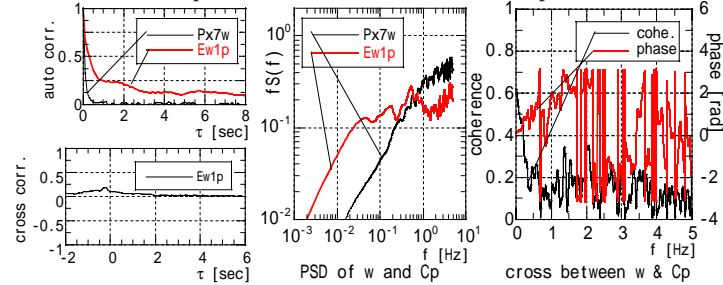 1
0.5
0
auto corr.
Px7w
Ew1p
0 2 4 6 8
τ [sec]
1
0.5
0
-0.5
-1
cross corr.
Ew1p
-2 0 2 4 6
τ [sec]
10⁰
10⁻¹
10⁻²
fS(f)
Px7w
Ew1p
10⁻³ 10⁻² 10⁻¹ 10⁰ 10¹
f [Hz]
PSD of w and Cp
1
0.8
0.6
0.4
0.2
0
coherence
cohe.
phase
6
4
2
0
-2
-4
phase [rad]
0 1 2 3 4 5
f [Hz]
cross between w & Cp